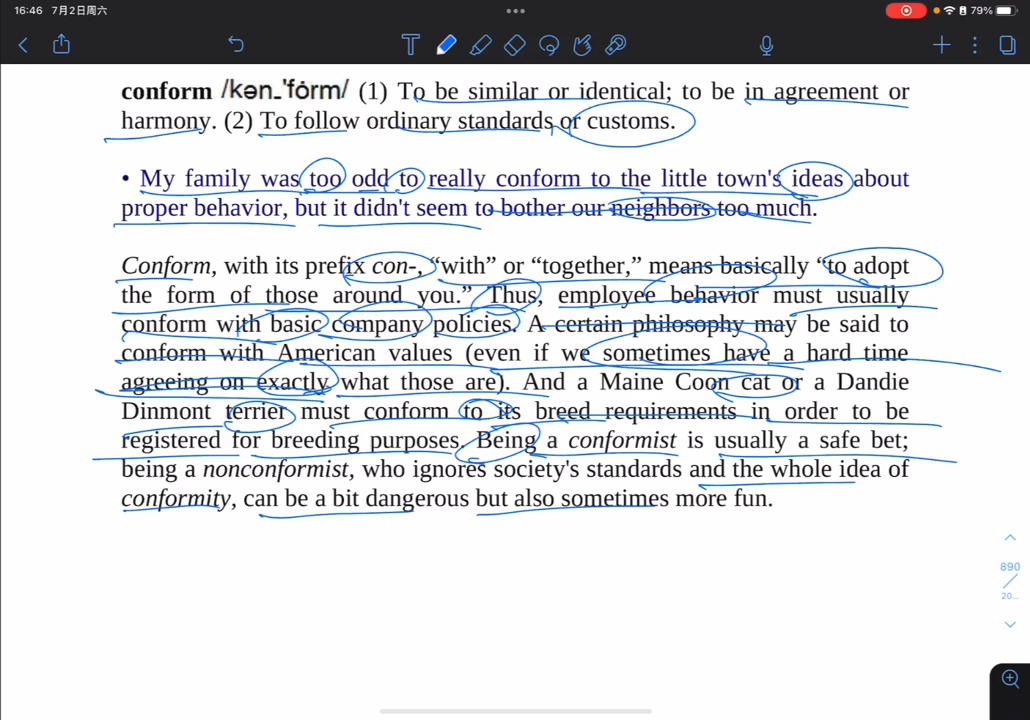 16:46 7月2日周六
79%
conform /kən_ˈfȯrm/ (1) To be similar or identical; to be in agreement or
harmony. (2) To follow ordinary standards or customs.
• My family was too odd to really conform to the little town's ideas about
proper behavior, but it didn't seem to bother our neighbors too much.
Conform, with its prefix con-, “with” or “together,” means basically “to adopt
the form of those around you.” Thus, employee behavior must usually
conform with basic company policies. A certain philosophy may be said to
conform with American values (even if we sometimes have a hard time
agreeing on exactly what those are). And a Maine Coon cat or a Dandie
Dinmont terrier must conform to its breed requirements in order to be
registered for breeding purposes. Being a conformist is usually a safe bet;
being a nonconformist, who ignores society's standards and the whole idea of
conformity, can be a bit dangerous but also sometimes more fun.
890
20...